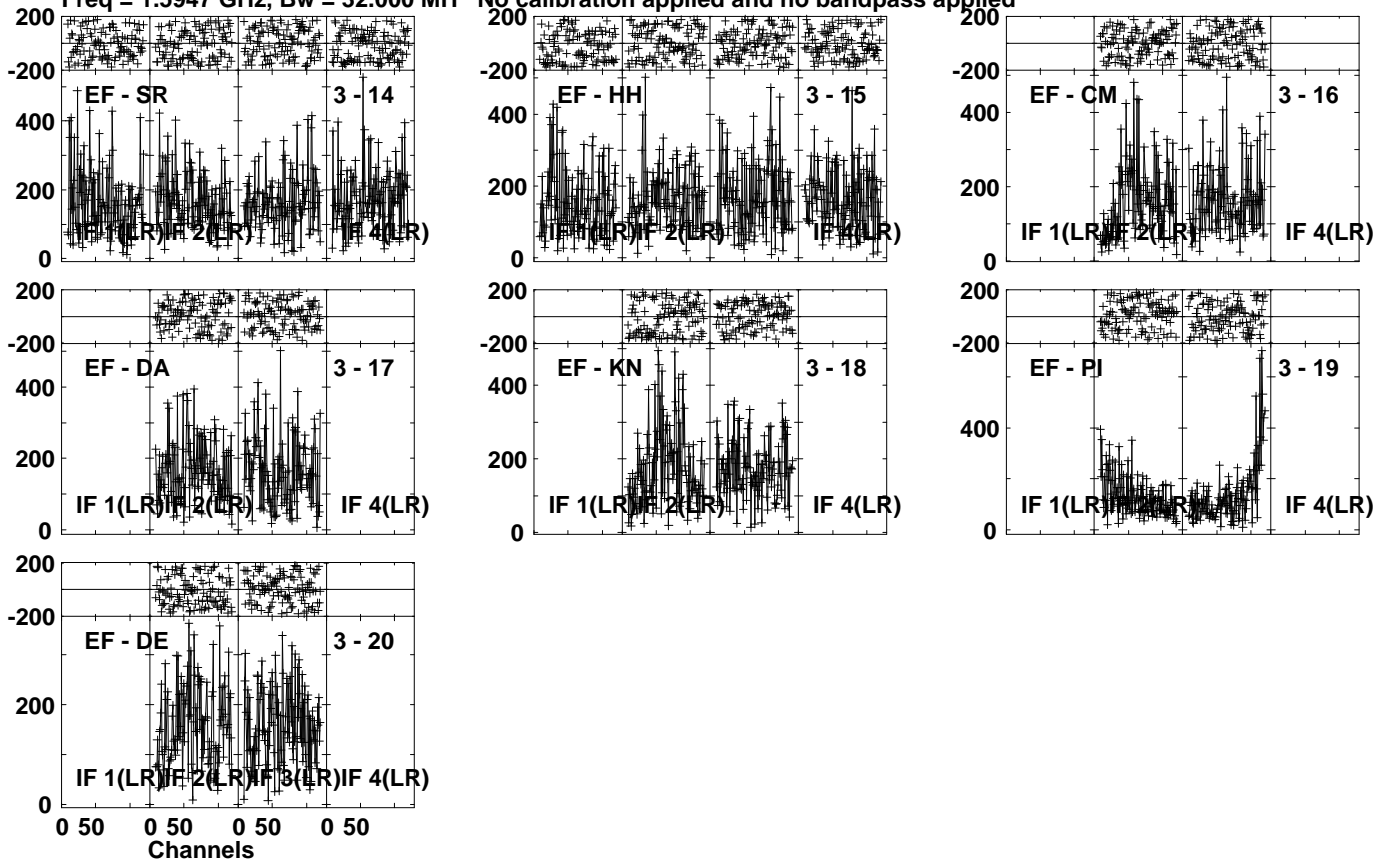 Freq = 1.5947 GHz, Bw = 32.000 MH No calibration applied and no bandpass applied
200
-200
EF - SR 3 - 14
400
200
0
IF 1(LR) IF 2(LR) IF 4(LR)
200
-200
EF - HH 3 - 15
400
200
0
IF 1(LR) IF 2(LR) IF 4(LR)
200
-200
EF - CM 3 - 16
400
200
0
IF 1(LR) IF 2(LR) IF 4(LR)
200
-200
EF - DA 3 - 17
400
200
0
IF 1(LR) IF 2(LR) IF 4(LR)
200
-200
EF - KN 3 - 18
400
200
0
IF 1(LR) IF 2(LR) IF 4(LR)
200
-200
EF - PI 3 - 19
400
0
IF 1(LR) IF 2(LR) IF 4(LR)
200
-200
EF - DE 3 - 20
200
0
IF 1(LR) IF 2(LR) IF 3(LR) IF 4(LR)
0 50 0 50 0 50 0 50
Channels